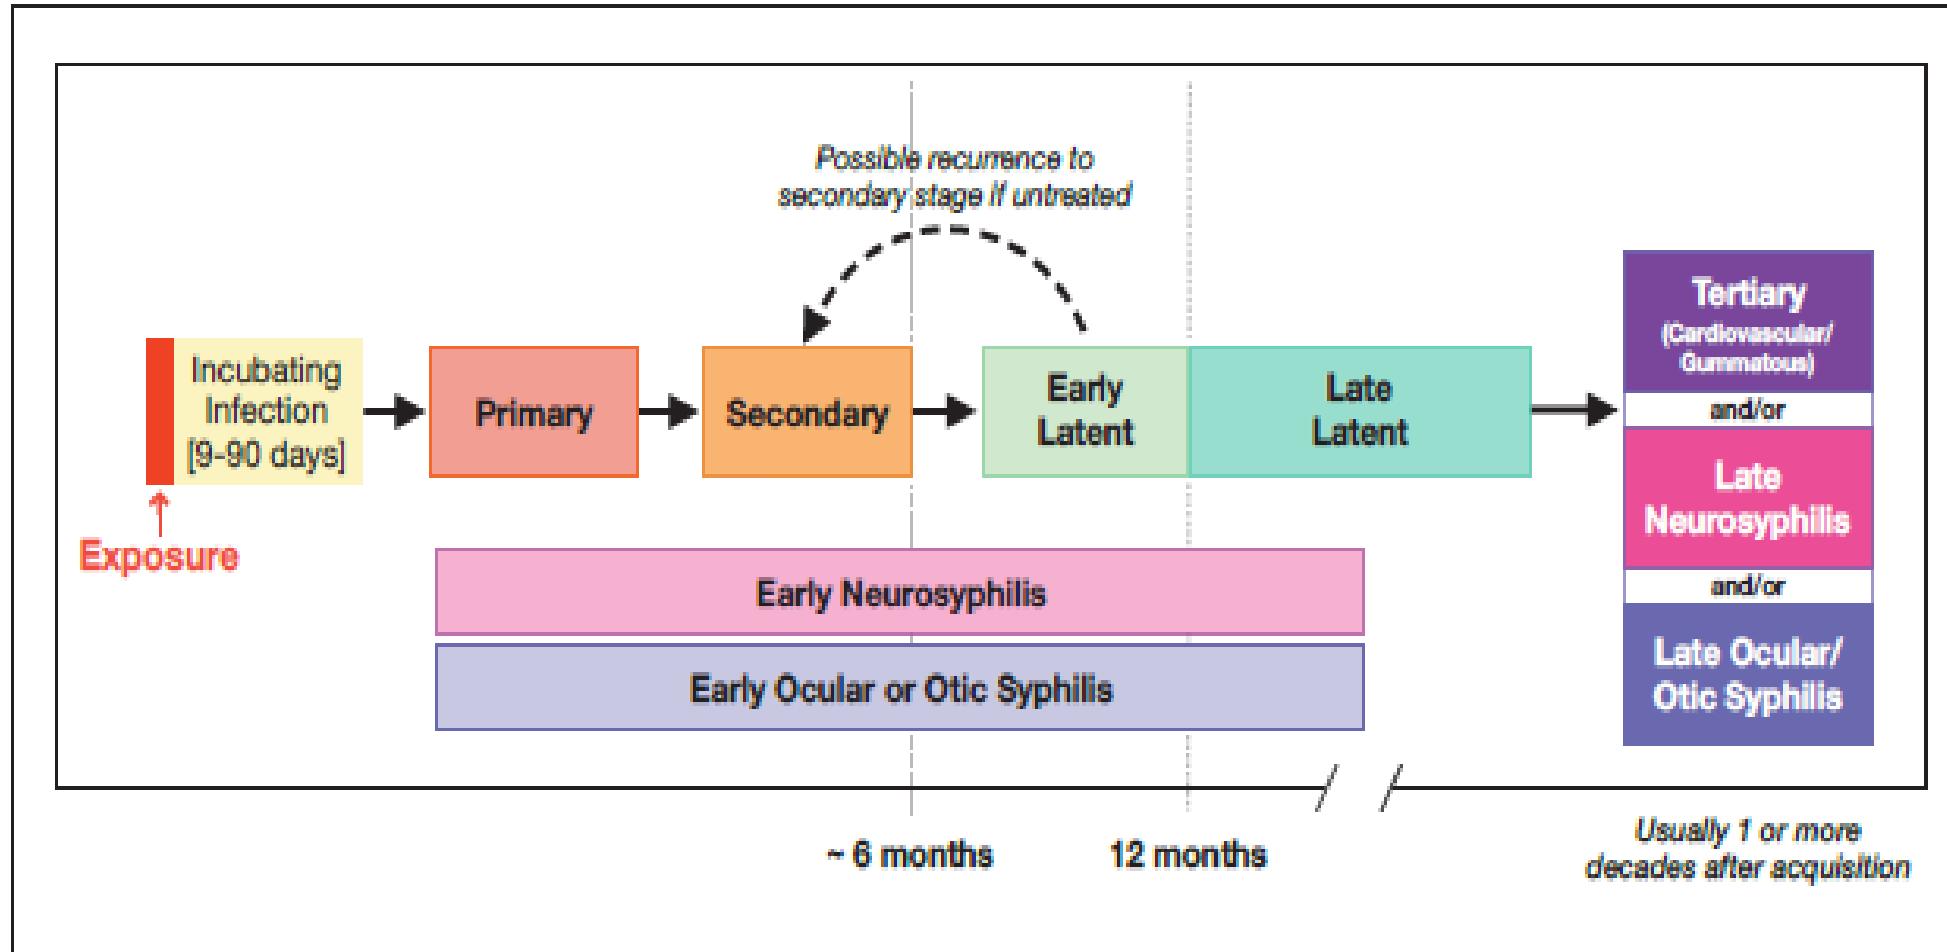 Possible recurrence to
secondary stage if untreated
Incubating
Infection
[9-90 days]
Exposure
Primary
Secondary
Early
Latent
Late
Latent
Tertiary
(Cardiovascular/
Gummatous)
and/or
Late
Neurosyphilis
and/or
Late Ocular/
Otic Syphilis
Early Neurosyphilis
Early Ocular or Otic Syphilis
~ 6 months
12 months
Usually 1 or more
decades after acquisition